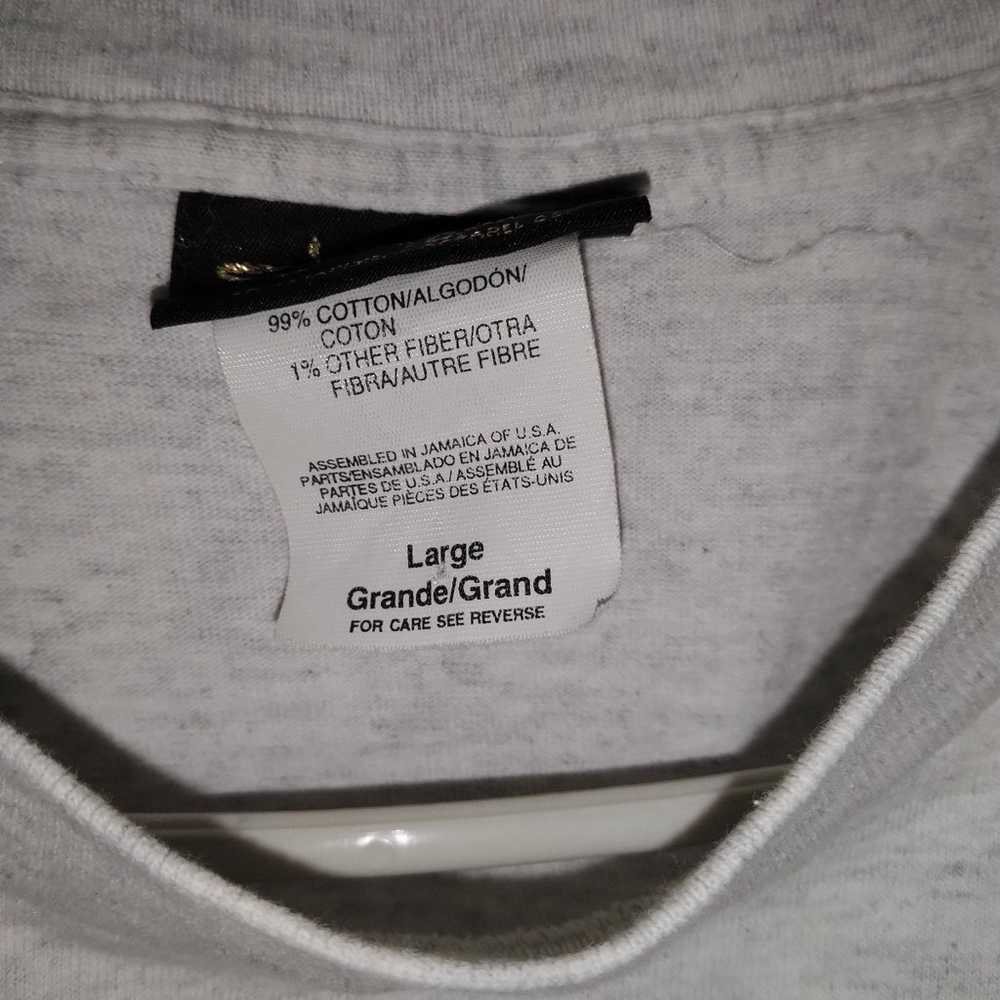 99% COTTON/ALGODÓN/
COTON
1% OTHER FIBER/OTRA
FIBRA/AUTRE FIBRE
ASSEMBLED IN JAMAICA OF U.S.A.
PARTS/ENSAMBLADO EN JAMAICA DE
PARTES DE U.S.A./ASSEMBLÉ AU
JAMAÏQUE PIÈCES DES ÉTATS-UNIS
Large
Grande/Grand
FOR CARE SEE REVERSE